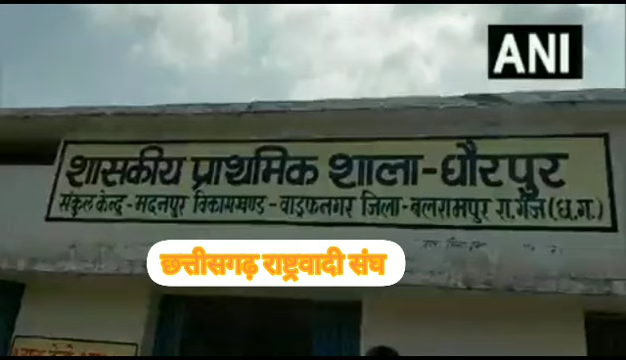 ANI
शासकीय प्राथमिक शाला-धौरपुर
संकुल केन्द्र-मदनपुर विकासखण्ड-वाड्रफनगर जिला-बलरामपुर रा.गंज(छ.ग.)
छत्तीसगढ़ राष्ट्रवादी संघ